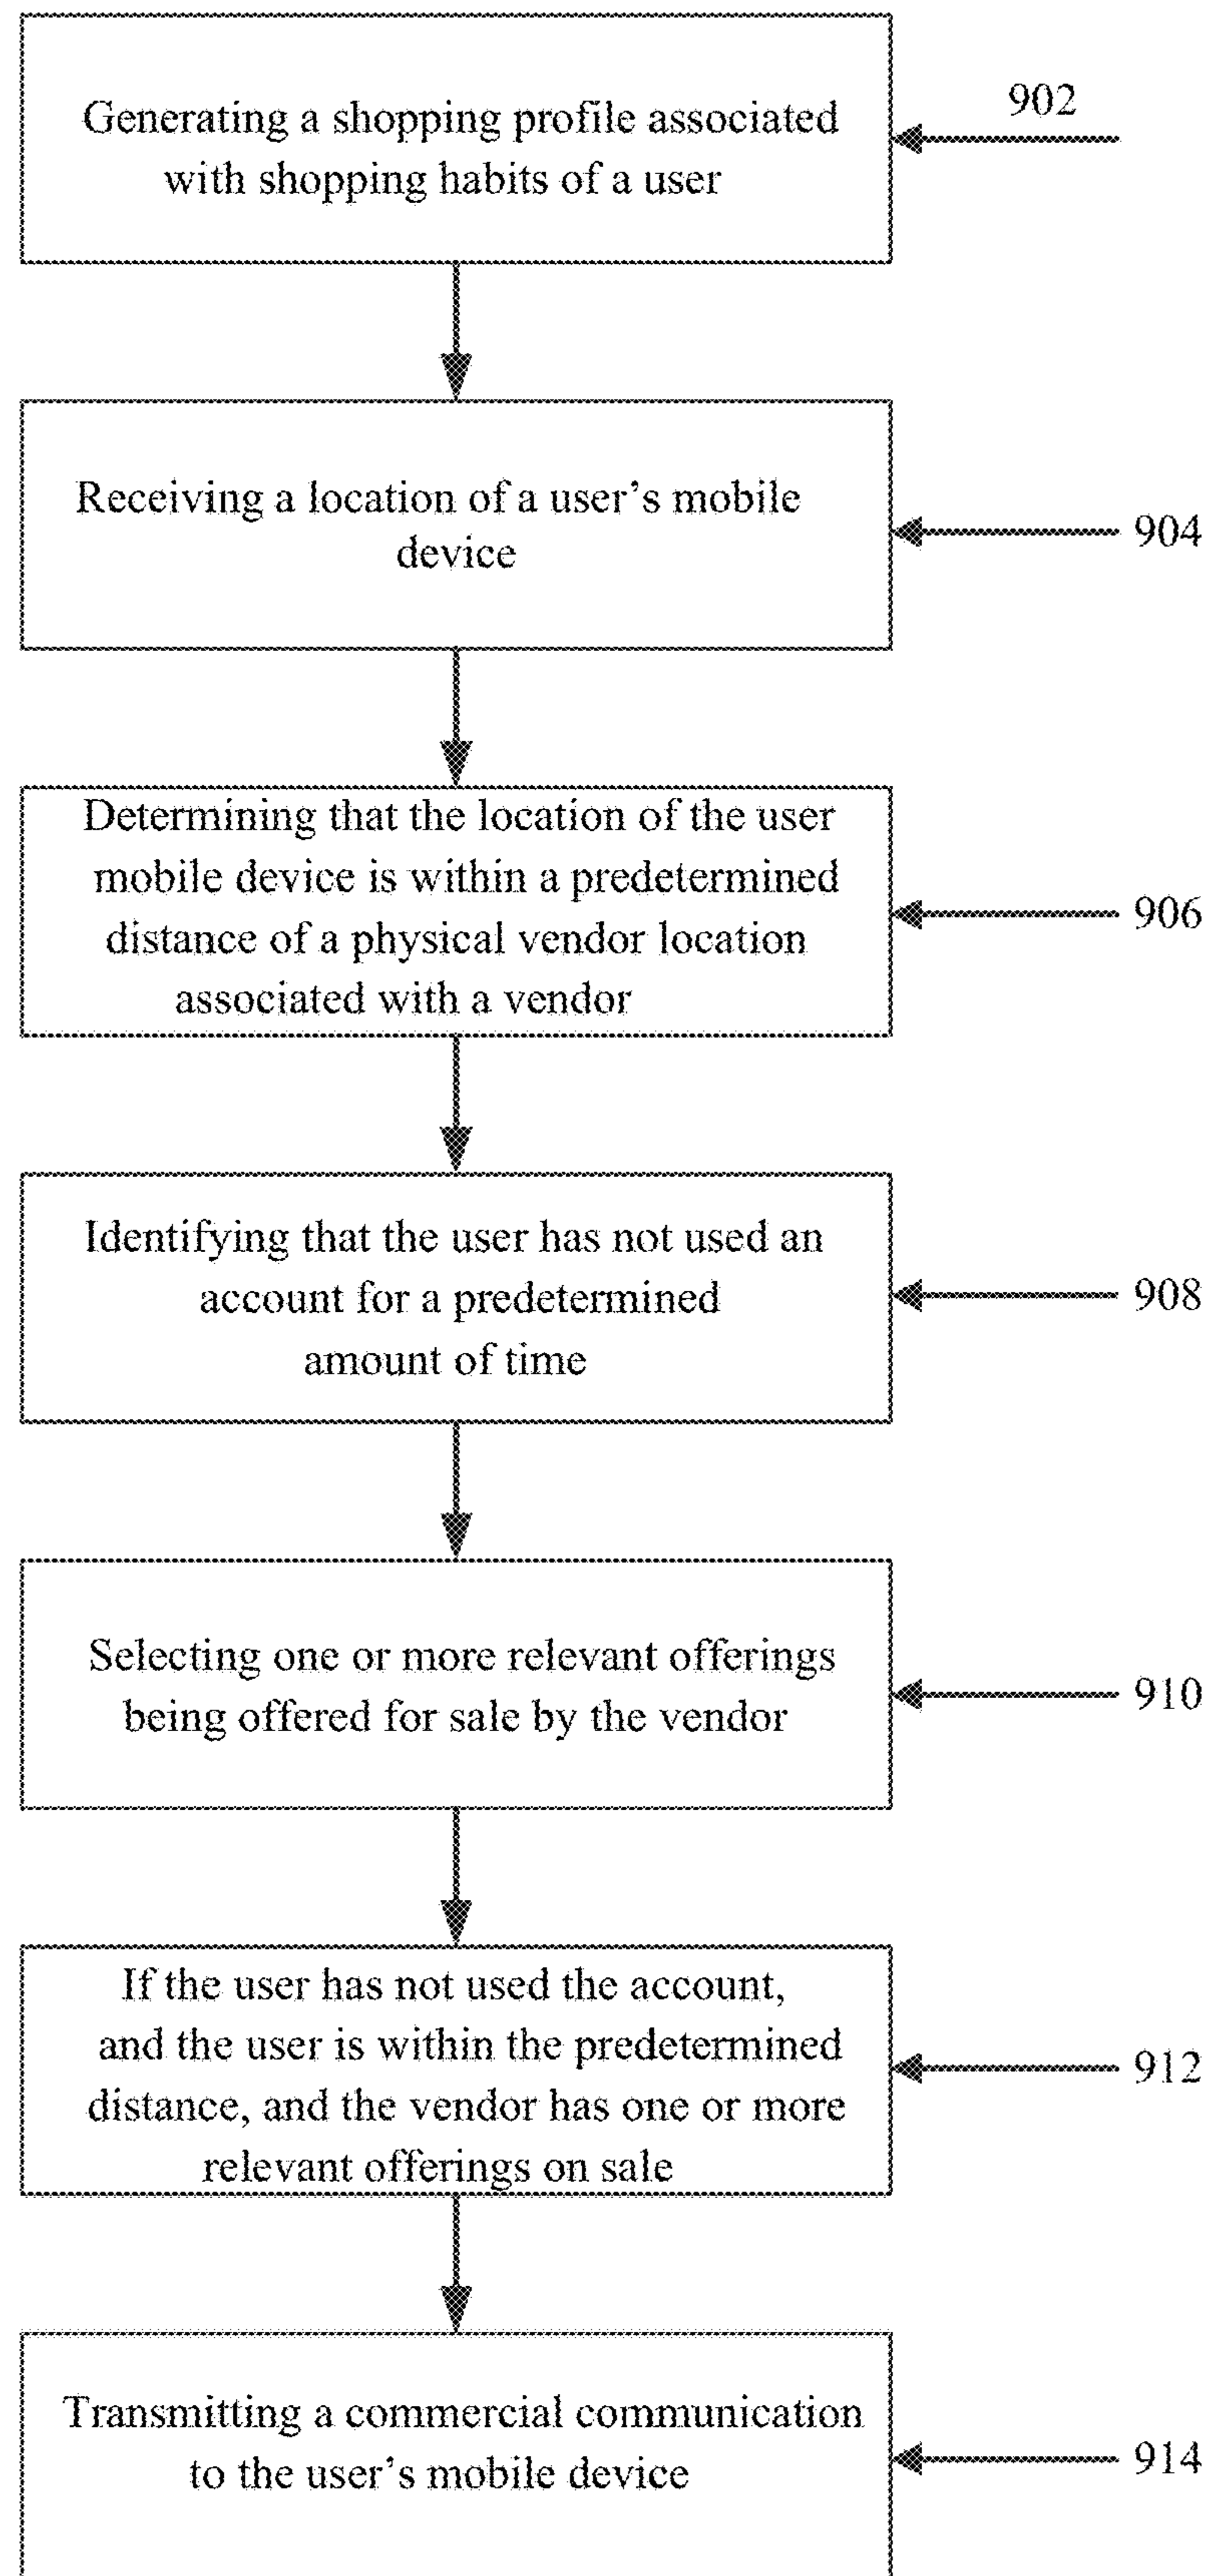 Generating a shopping profile associated
with shopping habits of a user
902
Receiving a location of a user's mobile
device
904
Determining that the location of the user
mobile device is within a predetermined
distance of a physical vendor location
associated with a vendor
906
Identifying that the user has not used an
account for a predetermined
amount of time
908
Selecting one or more relevant offerings
being offered for sale by the vendor
910
If the user has not used the account,
and the user is within the predetermined
distance, and the vendor has one or more
relevant offerings on sale
912
Transmitting a commercial communication
to the user's mobile device
914